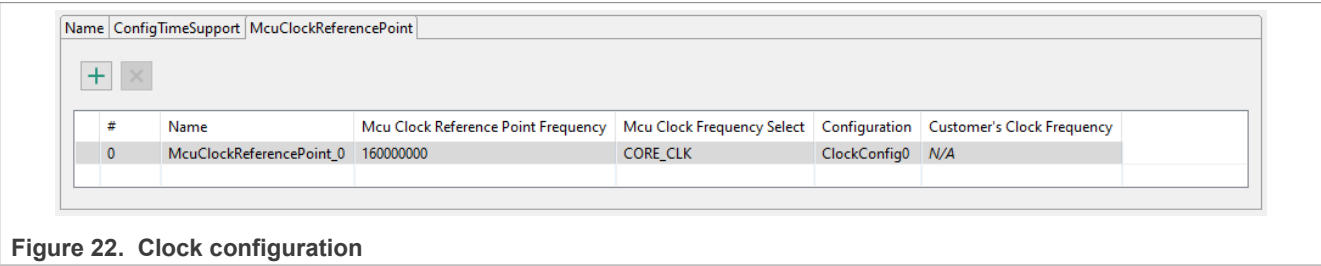 Name ConfigTimeSupport McuClockReferencePoint
# Name Mcu Clock Reference Point Frequency Mcu Clock Frequency Select Configuration Customer's Clock Frequency
0 McuClockReferencePoint_0 160000000 CORE_CLK ClockConfig0 N/A
Figure 22. Clock configuration